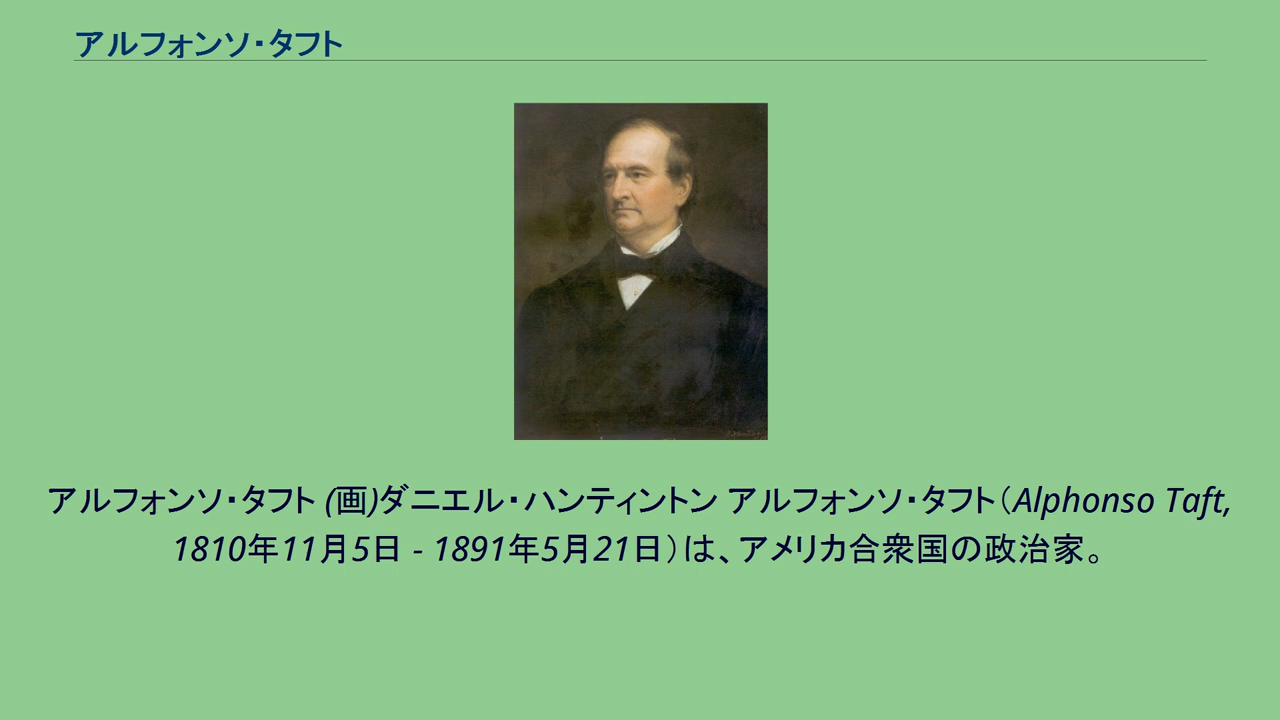 アルフォンソ・タフト
アルフォンソ・タフト (画)ダニエル・ハンティントン アルフォンソ・タフト（Alphonso Taft,
1810年11月5日 - 1891年5月21日）は、アメリカ合衆国の政治家。